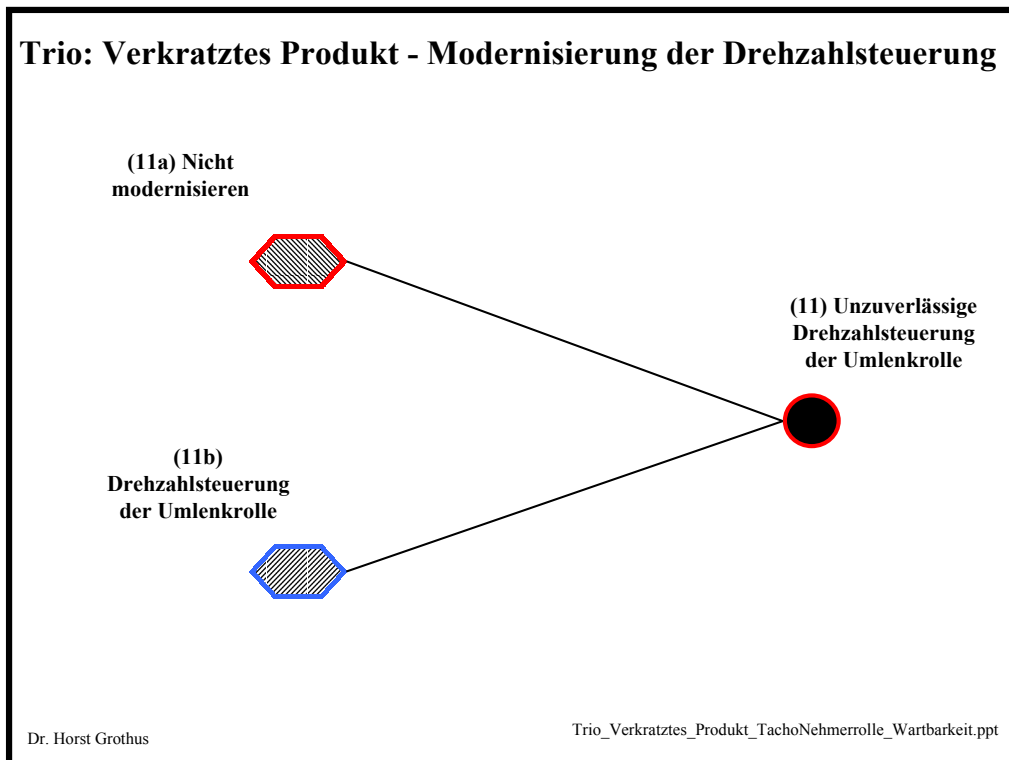 Trio: Verkratztes Produkt - Modernisierung der Drehzahlsteuerung
(11a) Nicht
modernisieren
(11) Unzuverlässige
Drehzahlsteuerung
der Umlenkrolle
(11b)
Drehzahlsteuerung
der Umlenkrolle
Dr. Horst Grothus
Trio_Verkratztes_Produkt_TachoNehmerrolle_Wartbarkeit.ppt